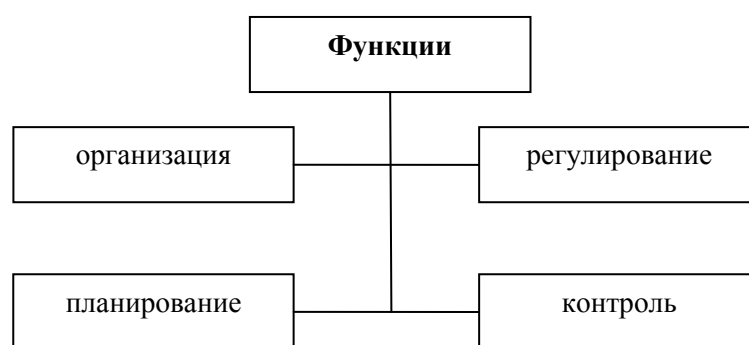 Функции
организация
регулирование
планирование
контроль